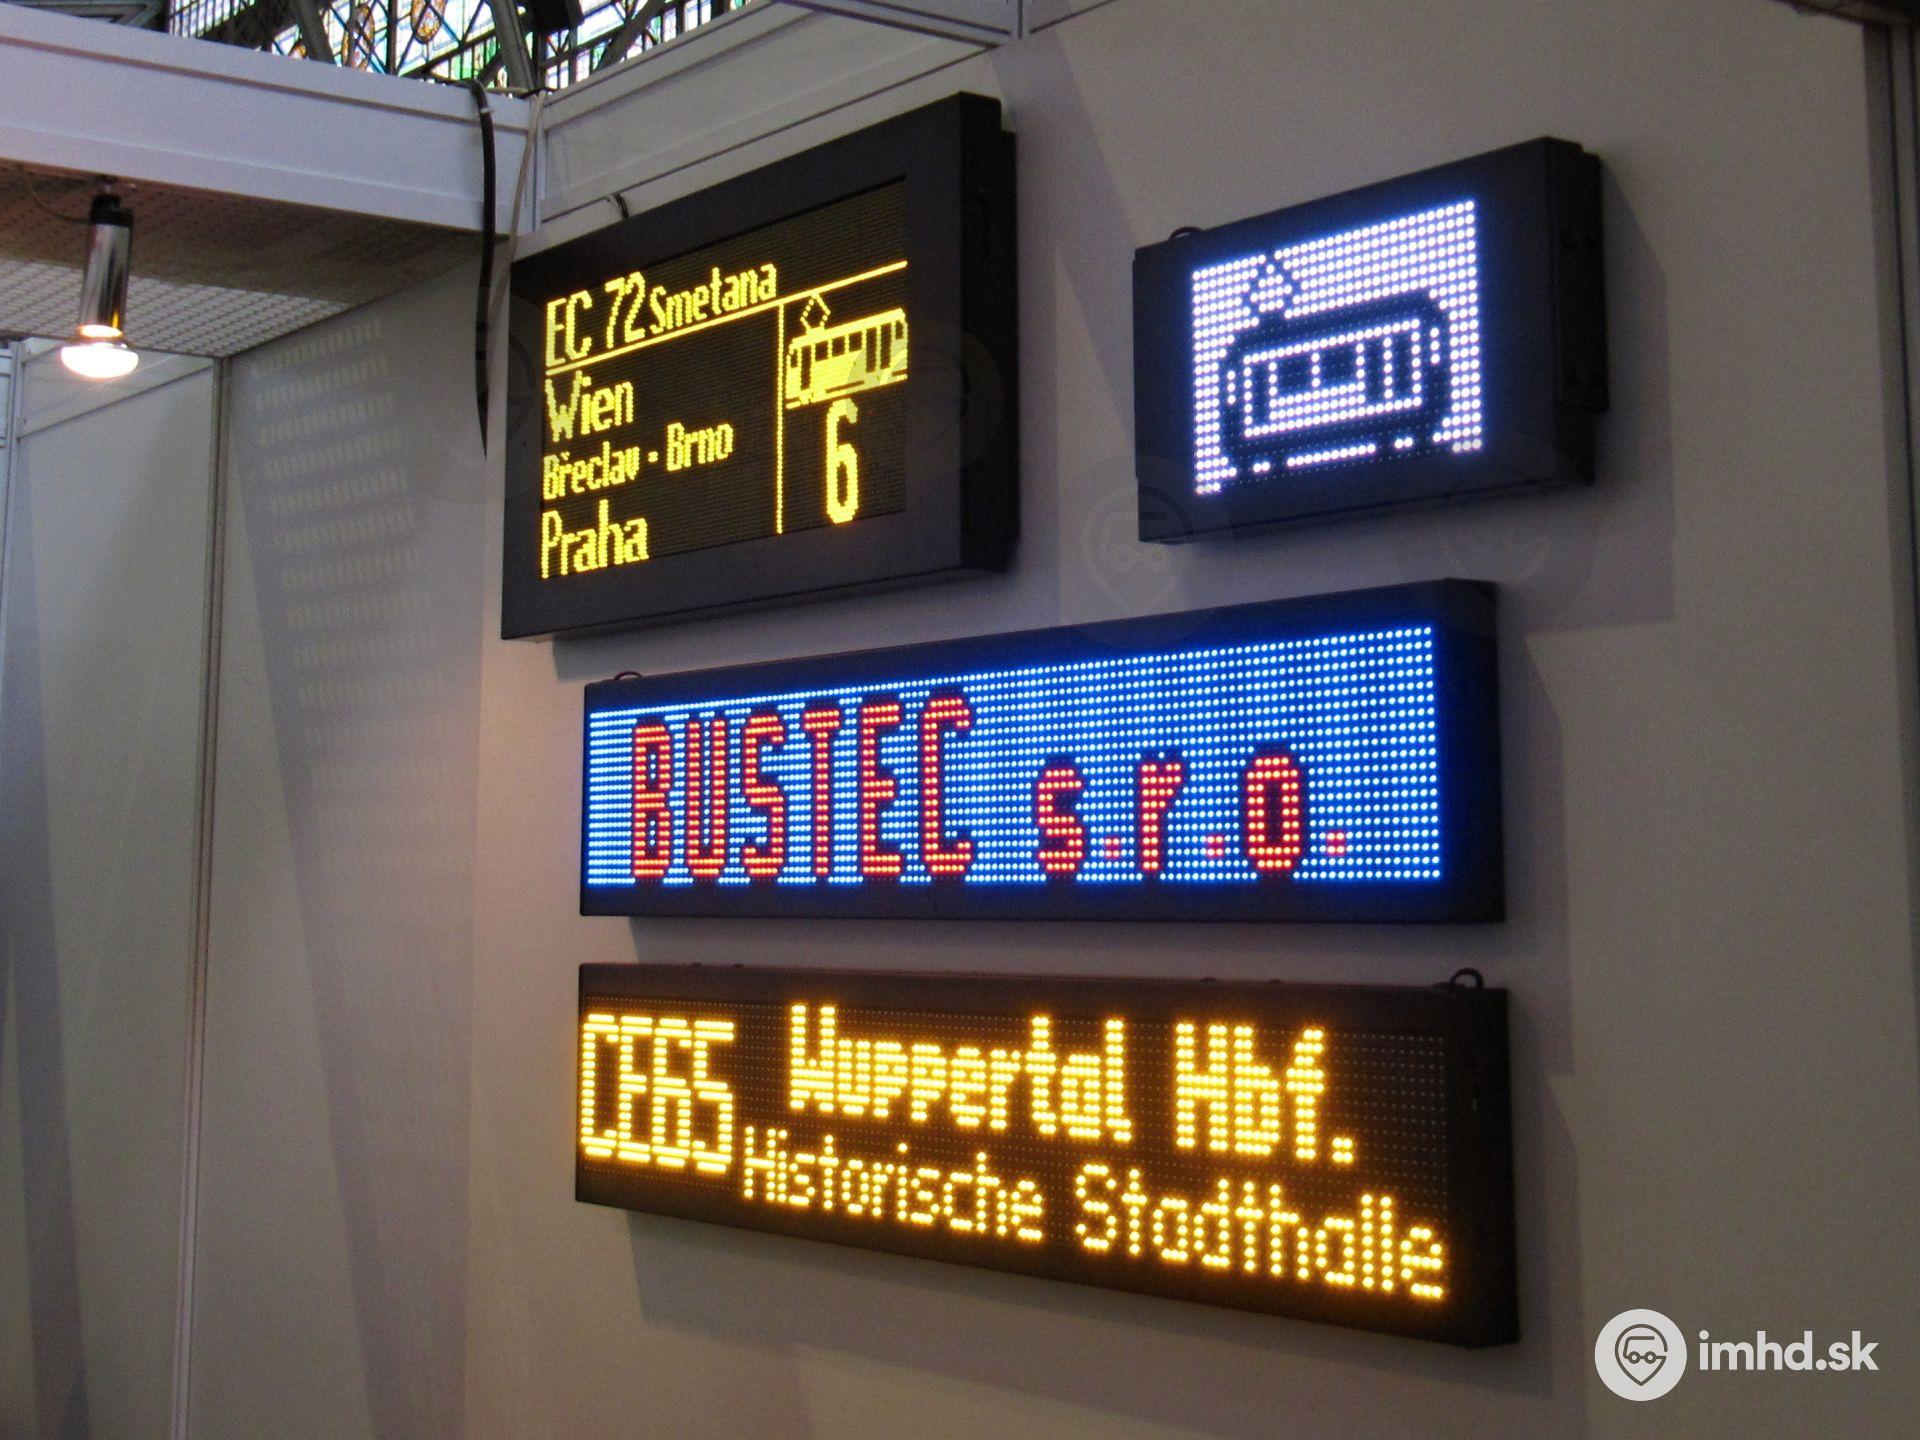 EC 72 Smetana
Wien
Břeclav - Brno
Praha
6
BUSTEC s.r.o.
CE65 Wuppertal Hbf.
Historische Stadthalle
imhd.sk